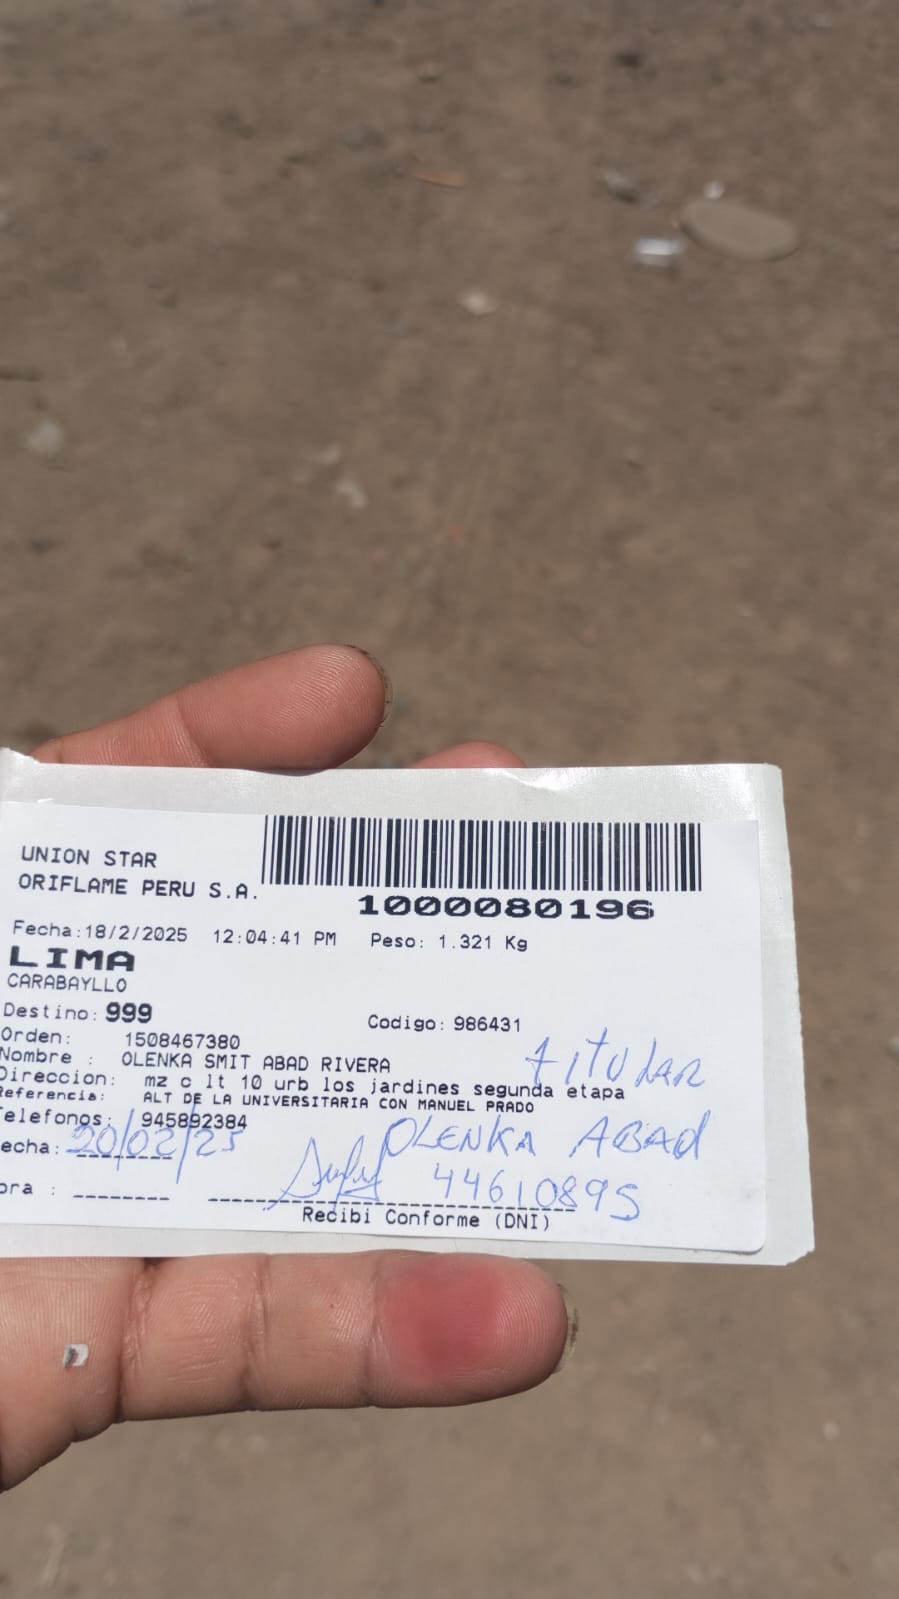 UNION STAR
ORIFLAME PERU S.A.
1000080196
Fecha:18/2/2025 12:04:41 PM Peso: 1.321 Kg
LIMA
CARABAYLLO
Destino: 999
Codigo: 986431
Orden: 1508467380
Nombre : OLENKA SMIT ABAD RIVERA
titular
Direccion: mz c lt 10 urb los jardines segunda etapa
Referencia: ALT DE LA UNIVERSITARIA CON MANUEL PRADO
Telefonos: 945892384
echa: 20/02/25
OLENKA ABAD
44610895
ora :
Recibi Conforme (DNI)